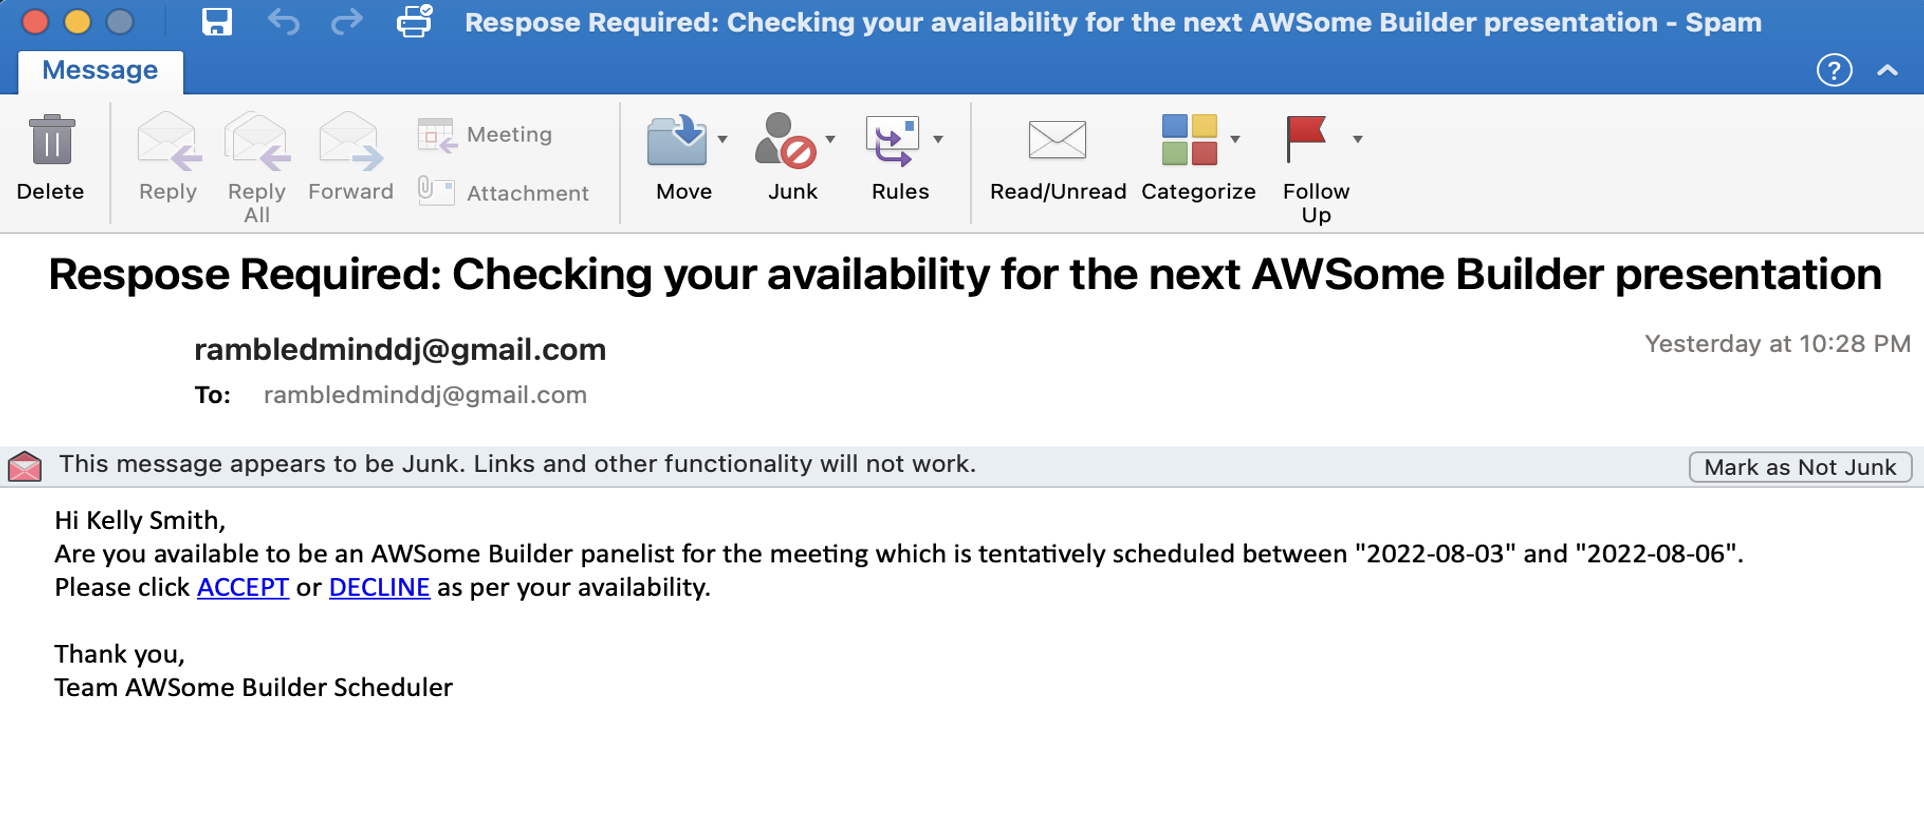 Respose Required: Checking your availability for the next AWSome Builder presentation - Spam
Message
?
Delete
Reply
Reply All
Forward
Meeting
Attachment
Move
Junk
Rules
Read/Unread
Categorize
Follow Up
Respose Required: Checking your availability for the next AWSome Builder presentation
rambledminddj@gmail.com
Yesterday at 10:28 PM
To: rambledminddj@gmail.com
This message appears to be Junk. Links and other functionality will not work.
Mark as Not Junk
Hi Kelly Smith,
Are you available to be an AWSome Builder panelist for the meeting which is tentatively scheduled between "2022-08-03" and "2022-08-06".
Please click ACCEPT or DECLINE as per your availability.
Thank you,
Team AWSome Builder Scheduler